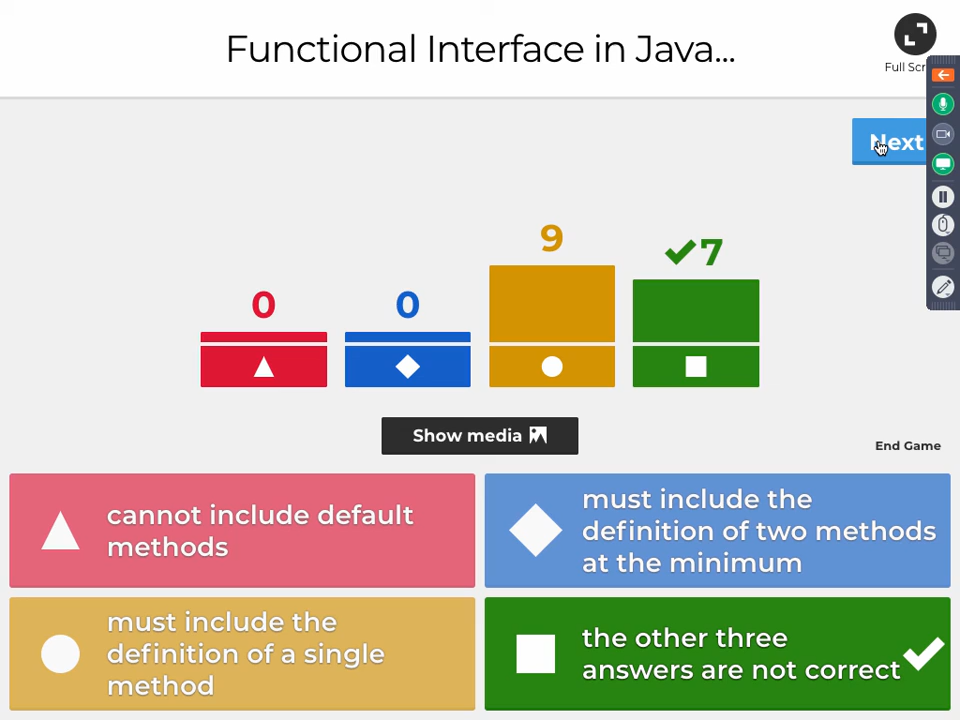 Functional Interface in Java...
Full Scr
Next
0
0
9
7
Show media
End Game
cannot include default
methods
must include the
definition of two methods
at the minimum
must include the
definition of a single
method
the other three
answers are not correct